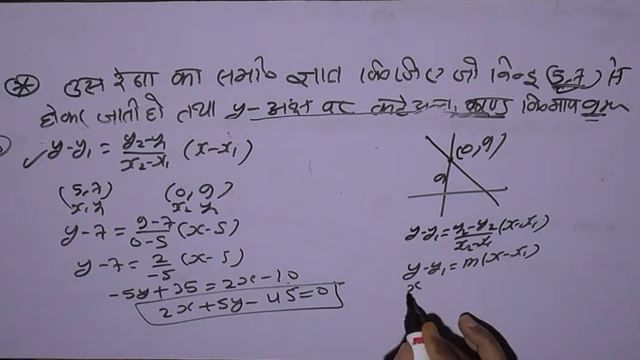 * उस रेखा का समी० ज्ञात किजिए जो बिन्दु (5,7) से
होकर जाती हो तथा y-अक्ष पर कटे अन्तः खण्ड कि माप 9
✓ y-y₁ = y₂-y₁/x₂-x₁ (x-x₁)
(5,7) (0,9)
x₁ y₁ x₂ y₂
y-7 = 9-7/0-5 (x-5)
y-7 = 2/-5 (x-5)
-5y+35 = 2x-10
2x+5y-45=0
(0,9)
9
y-y₁ = y₂-y₂/x₂-x₁ (x-x₁)
y-y₁ = m(x-x₁)
x